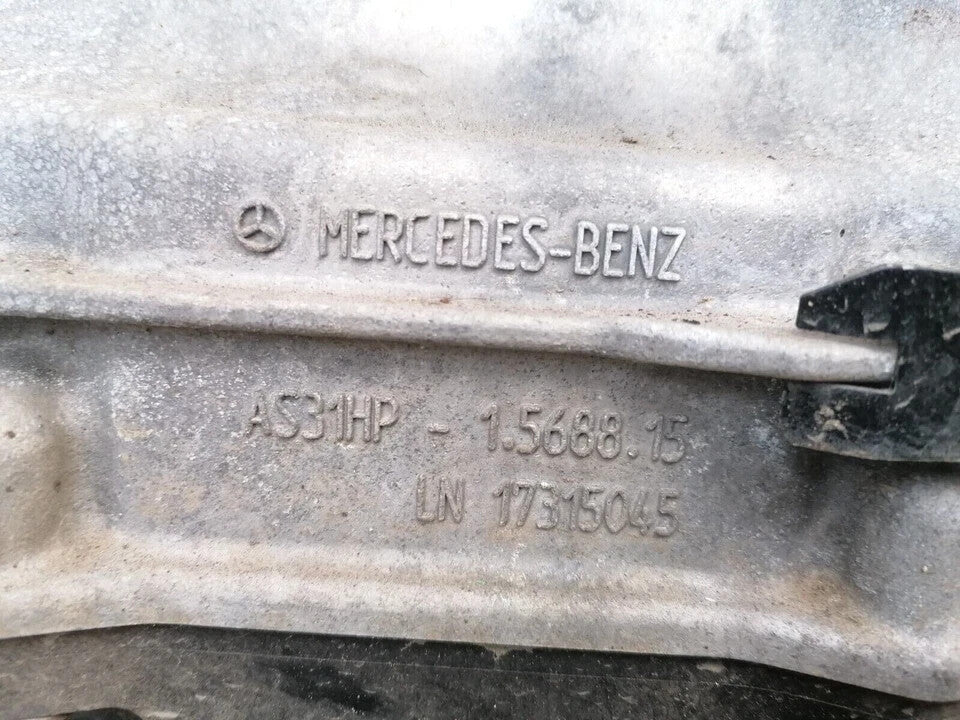 MERCEDES-BENZ
AS31HP - 1.5688.15
LN 17315045